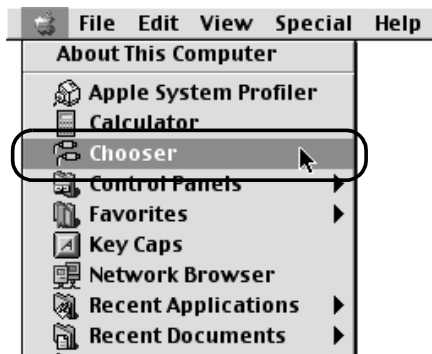 File Edit View Special Help
About This Computer
Apple System Profiler
Calculator
Chooser
Control Panels
Favorites
Key Caps
Network Browser
Recent Applications
Recent Documents